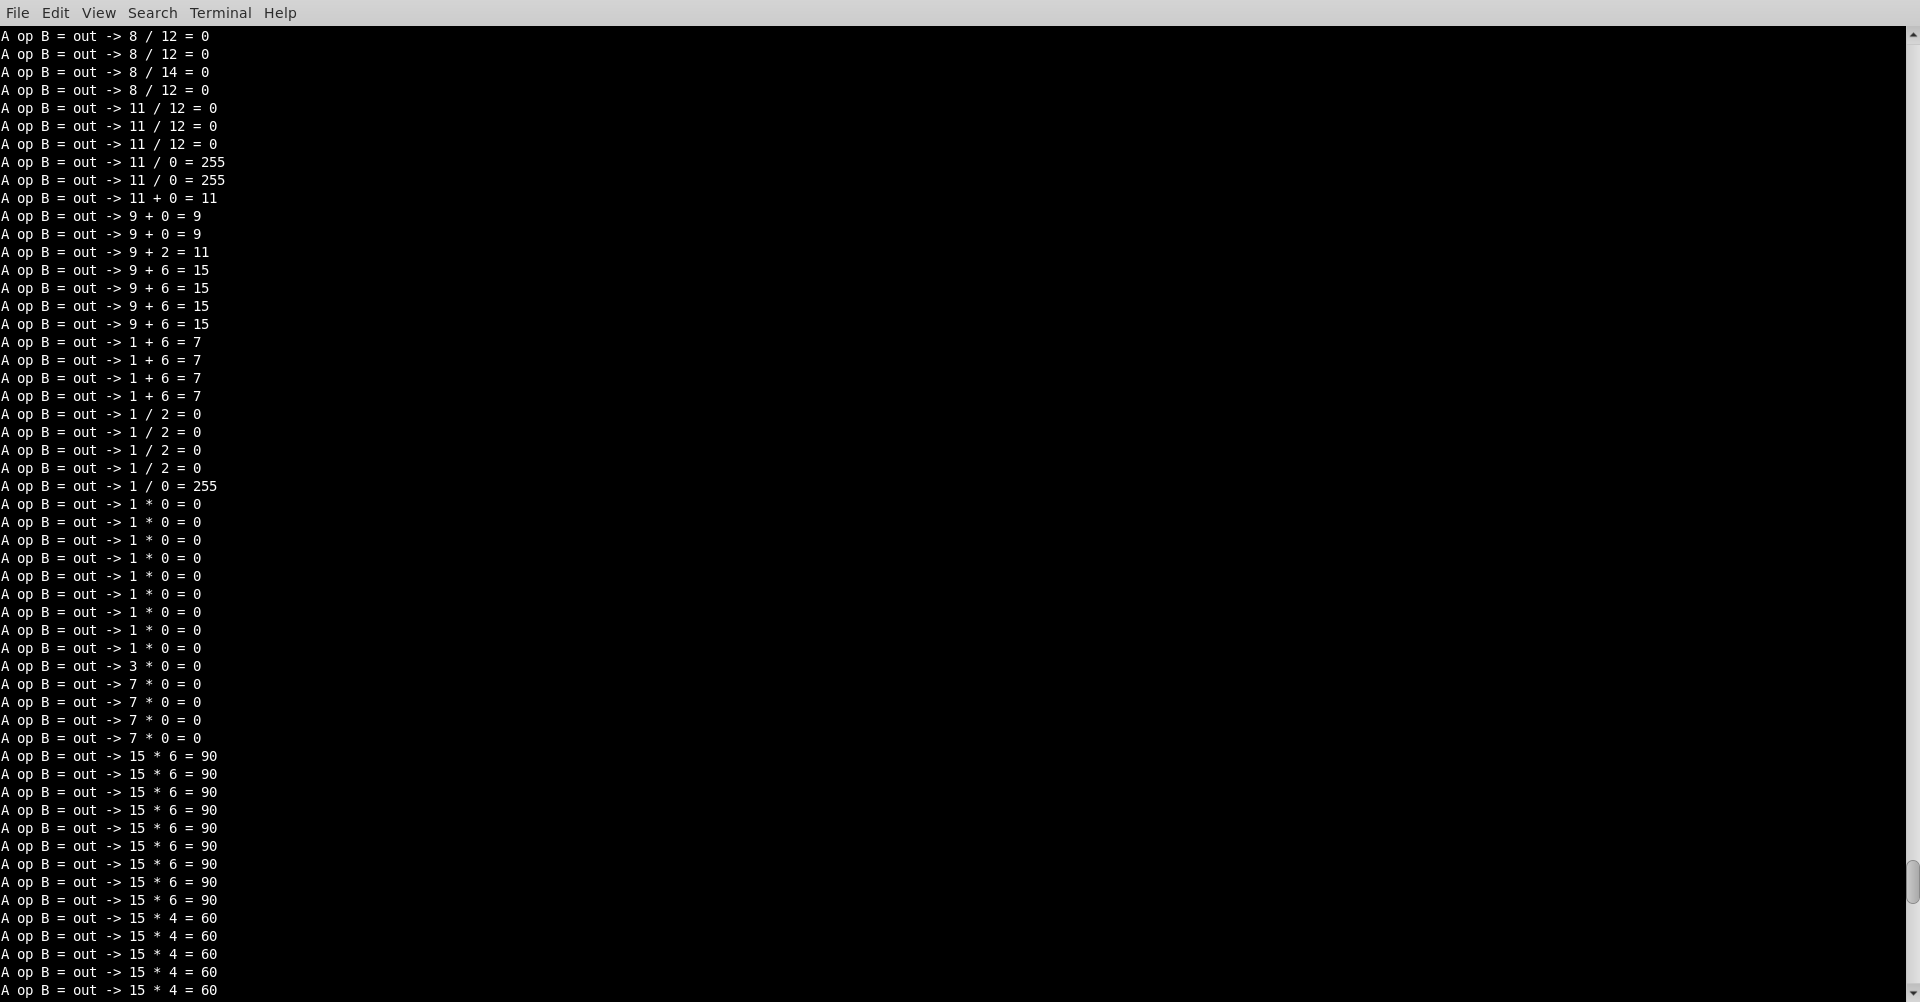 File Edit View Search Terminal Help
A op B = out -> 8 / 12 = 0
A op B = out -> 8 / 12 = 0
A op B = out -> 8 / 14 = 0
A op B = out -> 8 / 12 = 0
A op B = out -> 11 / 12 = 0
A op B = out -> 11 / 12 = 0
A op B = out -> 11 / 12 = 0
A op B = out -> 11 / 0 = 255
A op B = out -> 11 / 0 = 255
A op B = out -> 11 + 0 = 11
A op B = out -> 9 + 0 = 9
A op B = out -> 9 + 0 = 9
A op B = out -> 9 + 2 = 11
A op B = out -> 9 + 6 = 15
A op B = out -> 9 + 6 = 15
A op B = out -> 9 + 6 = 15
A op B = out -> 9 + 6 = 15
A op B = out -> 1 + 6 = 7
A op B = out -> 1 + 6 = 7
A op B = out -> 1 + 6 = 7
A op B = out -> 1 + 6 = 7
A op B = out -> 1 / 2 = 0
A op B = out -> 1 / 2 = 0
A op B = out -> 1 / 2 = 0
A op B = out -> 1 / 2 = 0
A op B = out -> 1 / 0 = 255
A op B = out -> 1 * 0 = 0
A op B = out -> 1 * 0 = 0
A op B = out -> 1 * 0 = 0
A op B = out -> 1 * 0 = 0
A op B = out -> 1 * 0 = 0
A op B = out -> 1 * 0 = 0
A op B = out -> 1 * 0 = 0
A op B = out -> 1 * 0 = 0
A op B = out -> 1 * 0 = 0
A op B = out -> 3 * 0 = 0
A op B = out -> 7 * 0 = 0
A op B = out -> 7 * 0 = 0
A op B = out -> 7 * 0 = 0
A op B = out -> 7 * 0 = 0
A op B = out -> 15 * 6 = 90
A op B = out -> 15 * 6 = 90
A op B = out -> 15 * 6 = 90
A op B = out -> 15 * 6 = 90
A op B = out -> 15 * 6 = 90
A op B = out -> 15 * 6 = 90
A op B = out -> 15 * 6 = 90
A op B = out -> 15 * 6 = 90
A op B = out -> 15 * 6 = 90
A op B = out -> 15 * 4 = 60
A op B = out -> 15 * 4 = 60
A op B = out -> 15 * 4 = 60
A op B = out -> 15 * 4 = 60
A op B = out -> 15 * 4 = 60